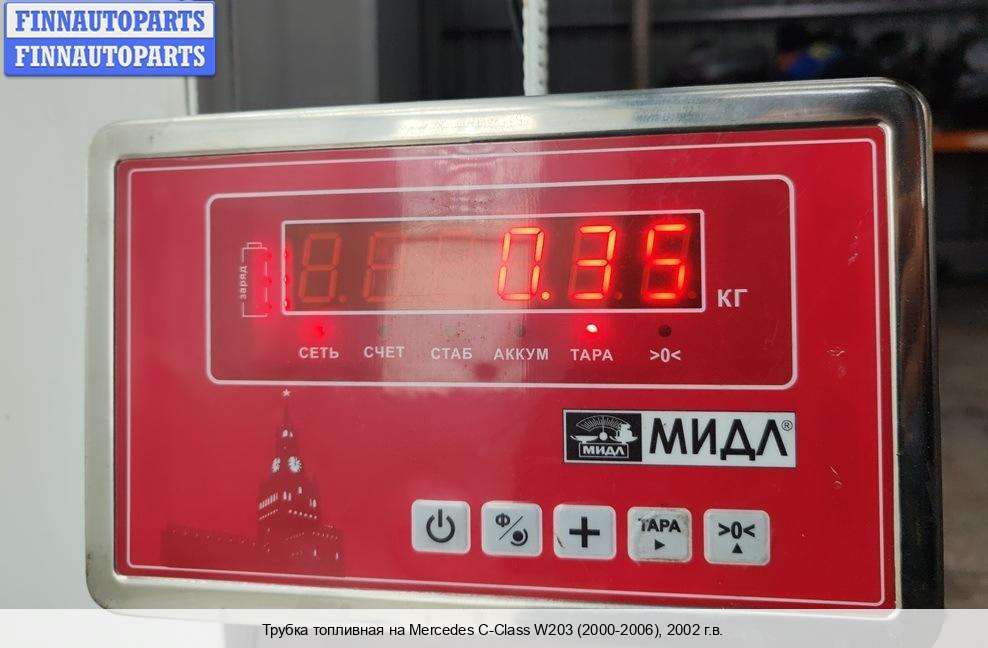 FINNAUTOPARTS
FINNAUTOPARTS
заряд
0.35
КГ
СЕТЬ СЧЕТ СТАБ АККУМ ТАРА >0<
МИДЛ
МИДЛ®
Ф
ТАРА >0<
Трубка топливная на Mercedes C-Class W203 (2000-2006), 2002 г.в.